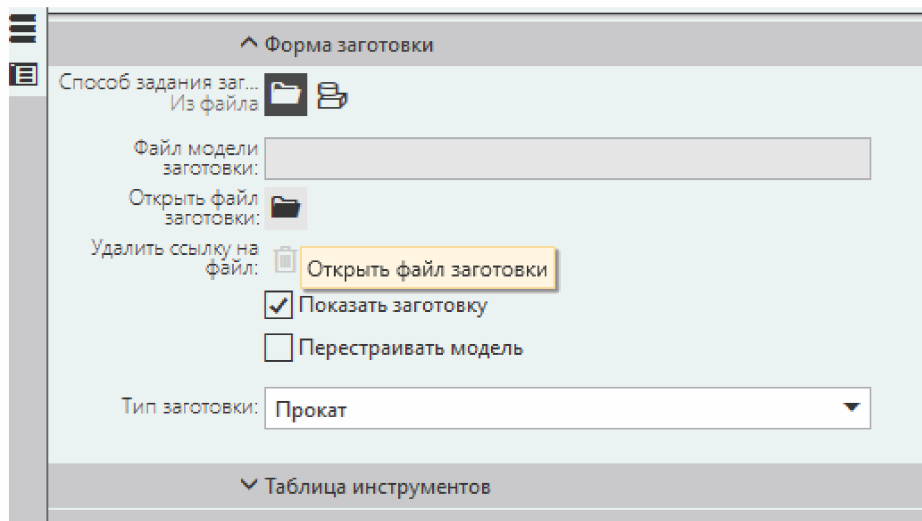 Форма заготовки
Способ задания заг...
Из файла
Файл модели
заготовки:
Открыть файл
заготовки:
Удалить ссылку на
файл:
Открыть файл заготовки
Показать заготовку
Перестраивать модель
Тип заготовки: Прокат
Таблица инструментов